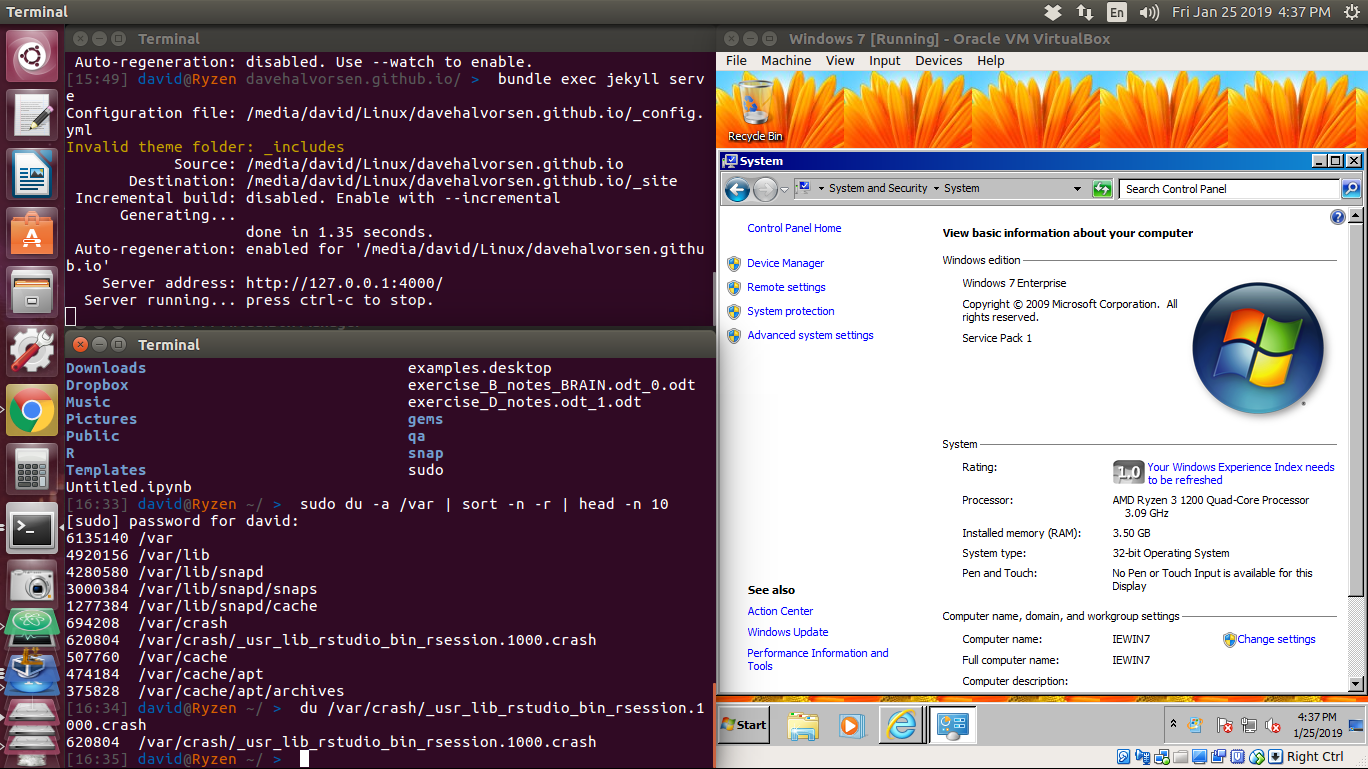 Terminal
En
Fri Jan 25 2019 4:37 PM
Terminal
Auto-regeneration: disabled. Use --watch to enable.
[15:49] david@Ryzen davehalvorsen.github.io/ > bundle exec jekyll serv
e
Configuration file: /media/david/Linux/davehalvorsen.github.io/_config.
yml
Invalid theme folder: _includes
Source: /media/david/Linux/davehalvorsen.github.io
Destination: /media/david/Linux/davehalvorsen.github.io/_site
Incremental build: disabled. Enable with --incremental
Generating...
done in 1.35 seconds.
Auto-regeneration: enabled for '/media/david/Linux/davehalvorsen.githu
b.io'
Server address: http://127.0.0.1:4000/
Server running... press ctrl-c to stop.
Terminal
Downloads examples.desktop
Dropbox exercise_B_notes_BRAIN.odt_0.odt
Music exercise_D_notes.odt_1.odt
Pictures gems
Public qa
R snap
Templates sudo
Untitled.ipynb
[16:33] david@Ryzen ~/ > sudo du -a /var | sort -n -r | head -n 10
[sudo] password for david:
6135140 /var
4920156 /var/lib
4280580 /var/lib/snapd
3000384 /var/lib/snapd/snaps
1277384 /var/lib/snapd/cache
694208 /var/crash
620804 /var/crash/_usr_lib_rstudio_bin_rsession.1000.crash
507760 /var/cache
474184 /var/cache/apt
375828 /var/cache/apt/archives
[16:34] david@Ryzen ~/ > du /var/crash/_usr_lib_rstudio_bin_rsession.1
000.crash
620804 /var/crash/_usr_lib_rstudio_bin_rsession.1000.crash
[16:35] david@Ryzen ~/ >
Windows 7 [Running] - Oracle VM VirtualBox
File Machine View Input Devices Help
Recycle Bin
System
System and Security System
Search Control Panel
Control Panel Home
Device Manager
Remote settings
System protection
Advanced system settings
See also
Action Center
Windows Update
Performance Information and
Tools
View basic information about your computer
Windows edition
Windows 7 Enterprise
Copyright © 2009 Microsoft Corporation. All
rights reserved.
Service Pack 1
System
Rating: 1.0 Your Windows Experience Index needs
to be refreshed
Processor: AMD Ryzen 3 1200 Quad-Core Processor
3.09 GHz
Installed memory (RAM): 3.50 GB
System type: 32-bit Operating System
Pen and Touch: No Pen or Touch Input is available for this
Display
Computer name, domain, and workgroup settings
Computer name: IEWIN7 Change settings
Full computer name: IEWIN7
Computer description:
Start
4:37 PM
1/25/2019
Right Ctrl